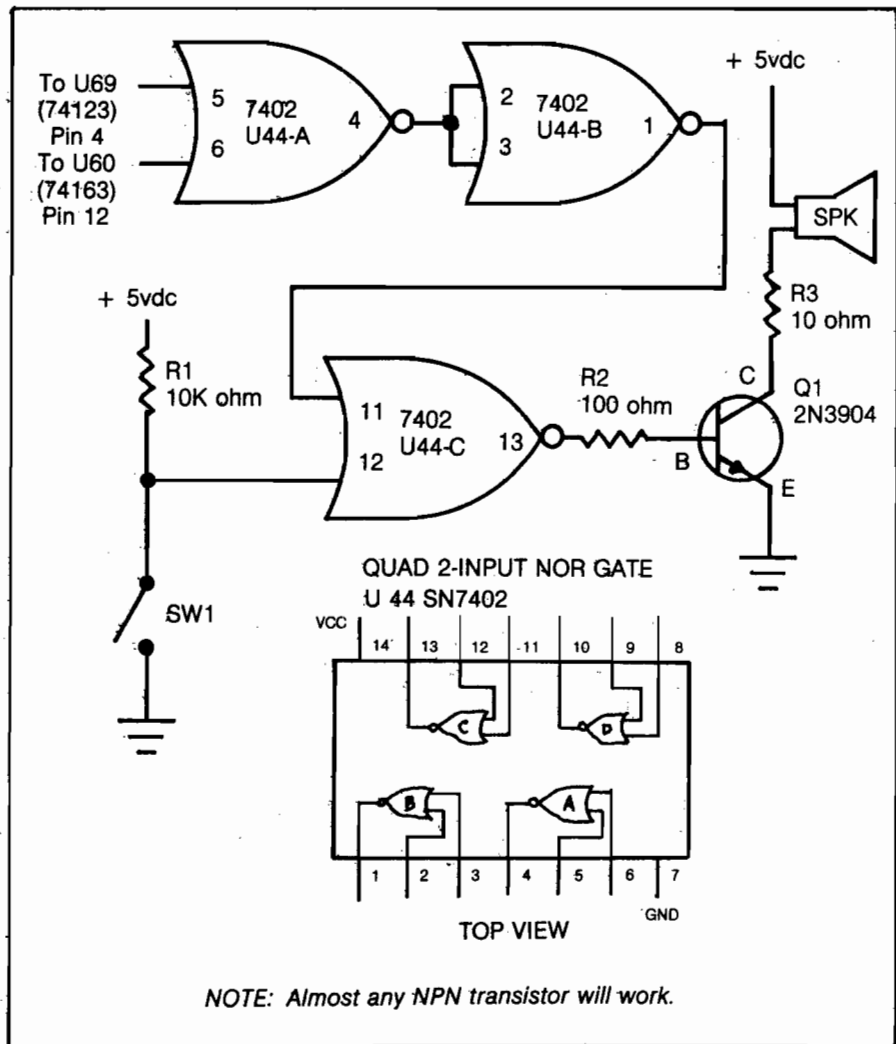 To U69
(74123)
Pin 4
To U60
(74163)
Pin 12
5
6
7402
U44-A
4
2
3
7402
U44-B
1
+ 5vdc
SPK
R3
10 ohm
+ 5vdc
R1
10K ohm
SW1
11
12
7402
U44-C
13
R2
100 ohm
C
B
E
Q1
2N3904
QUAD 2-INPUT NOR GATE
U 44 SN7402
VCC
14 13 12 11 10 9 8
C D
B A
1 2 3 4 5 6 7
GND
TOP VIEW
NOTE: Almost any NPN transistor will work.